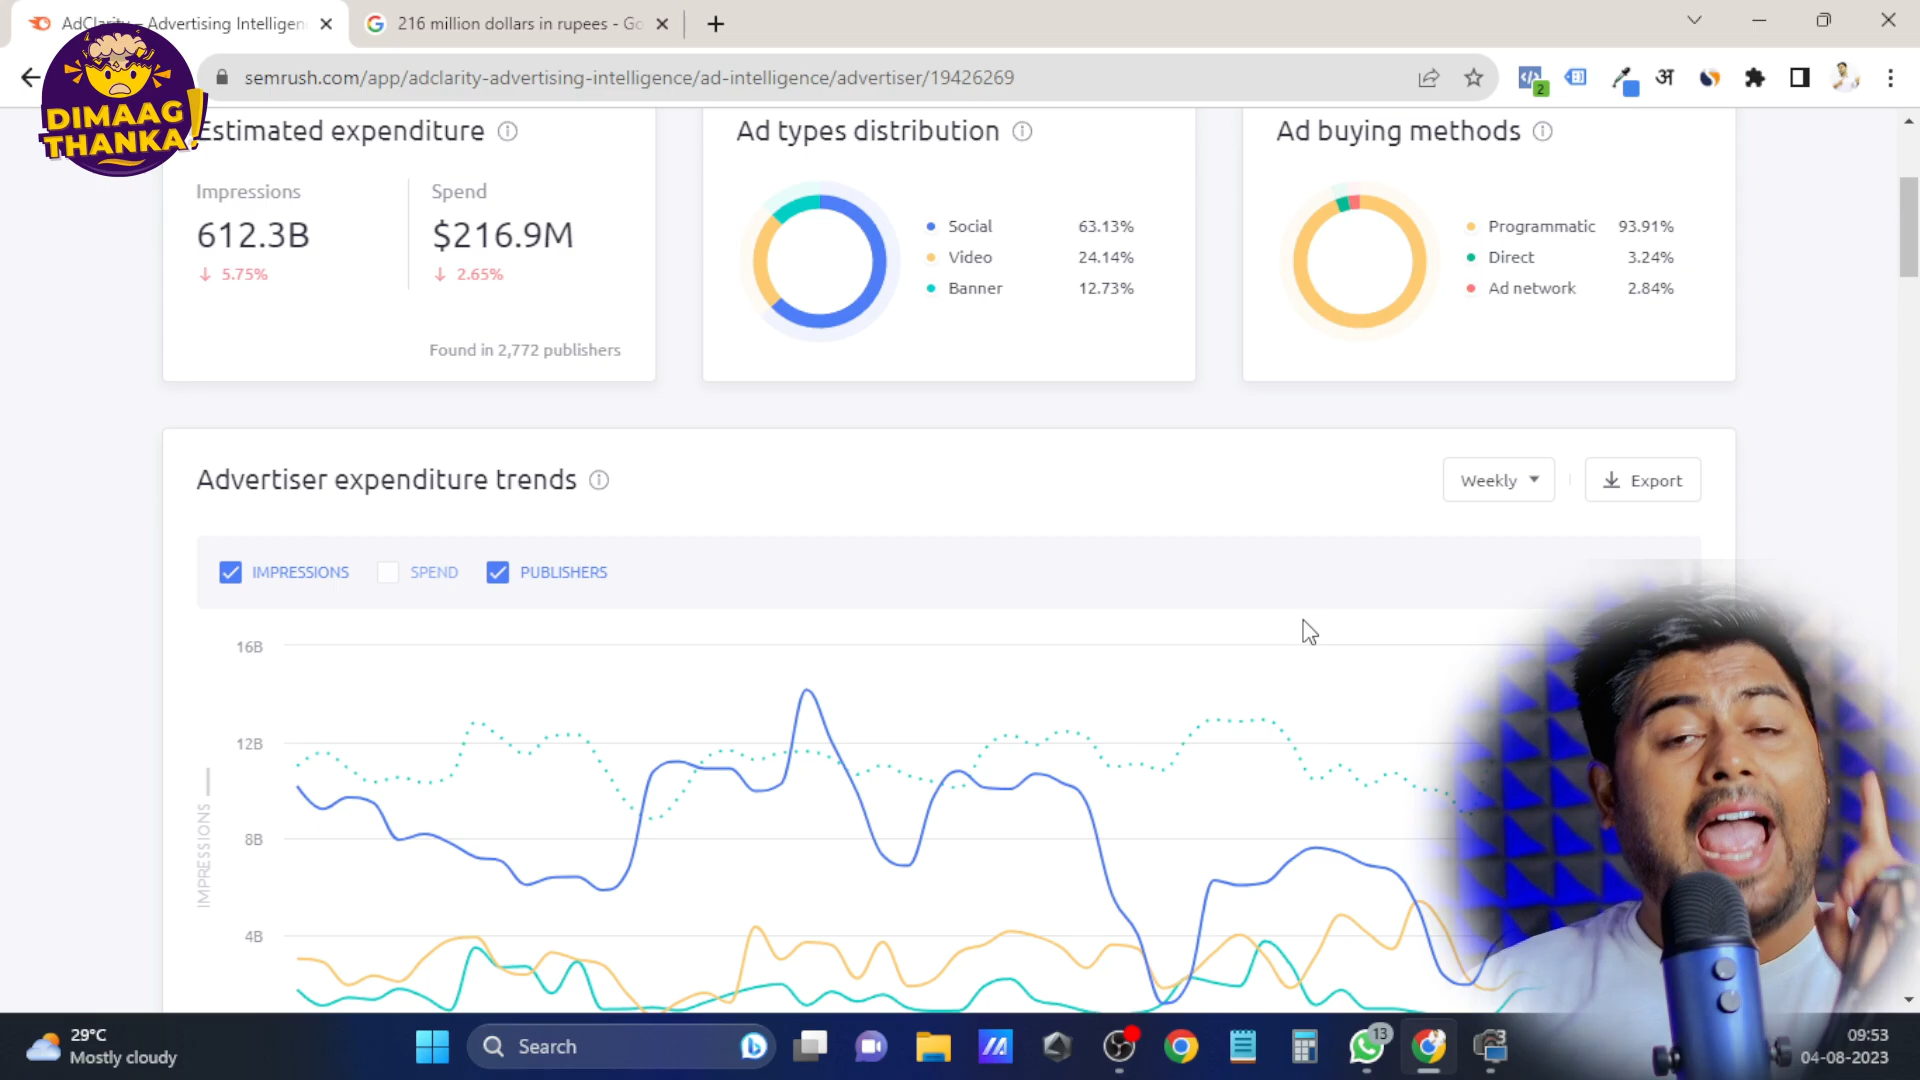 AdClarity – Advertising Intelligen
216 million dollars in rupees - Go
semrush.com/app/adclarity-advertising-intelligence/ad-intelligence/advertiser/19426269
2
अ
DIMAAG
THANKA!
Estimated expenditure
Impressions
612.3B
5.75%
Spend
$216.9M
2.65%
Found in 2,772 publishers
Ad types distribution
Social 63.13%
Video 24.14%
Banner 12.73%
Ad buying methods
Programmatic 93.91%
Direct 3.24%
Ad network 2.84%
Advertiser expenditure trends
Weekly
Export
IMPRESSIONS
SPEND
PUBLISHERS
16B
12B
8B
4B
IMPRESSIONS
29°C
Mostly cloudy
Search
13
3
09:53
04-08-2023